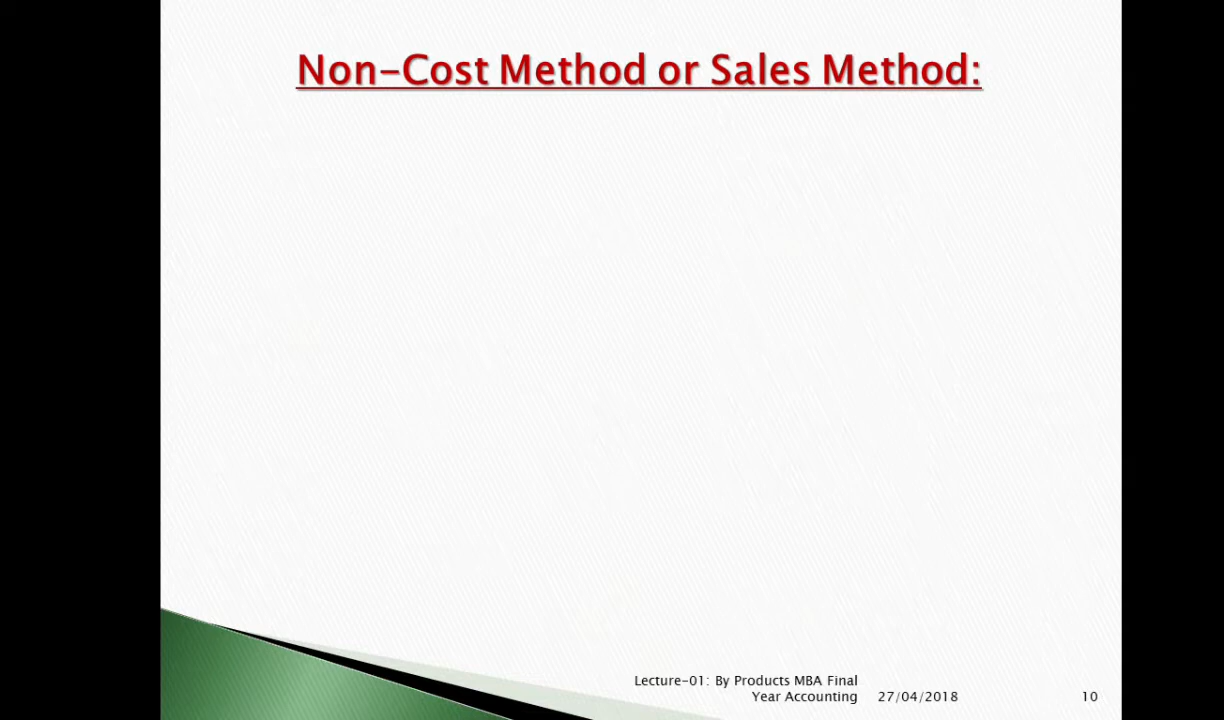 Non-Cost Method or Sales Method:
Lecture-01: By Products MBA Final
Year Accounting 27/04/2018 10